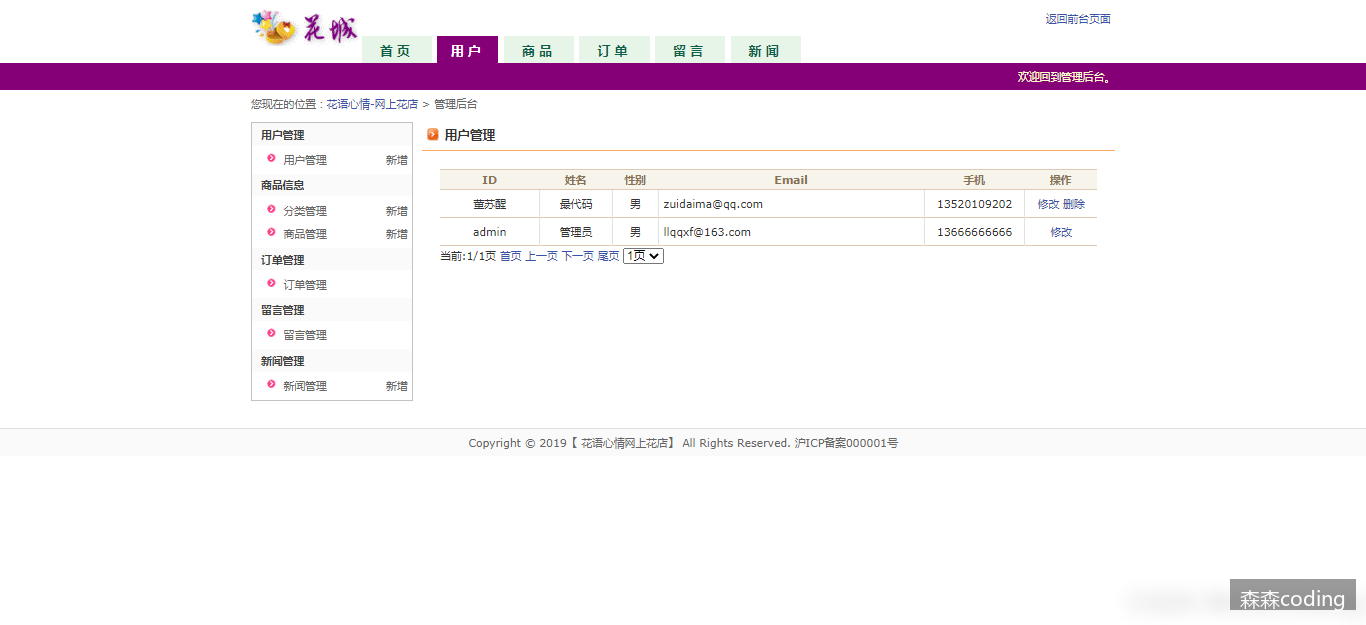 花城
返回前台页面
首页 用户 商品 订单 留言 新闻
欢迎回到管理后台。
您现在的位置：花语心情-网上花店 > 管理后台
用户管理
用户管理 新增
商品信息
分类管理 新增
商品管理 新增
订单管理
订单管理
留言管理
留言管理
新闻管理
新闻管理 新增
用户管理
ID 姓名 性别 Email 手机 操作
董苏醒 最代码 男 zuidaima@qq.com 13520109202 修改 删除
admin 管理员 男 llqqxf@163.com 13666666666 修改
当前:1/1页 首页 上一页 下一页 尾页 1页
Copyright © 2019【 花语心情网上花店】 All Rights Reserved. 沪ICP备案000001号
森森coding